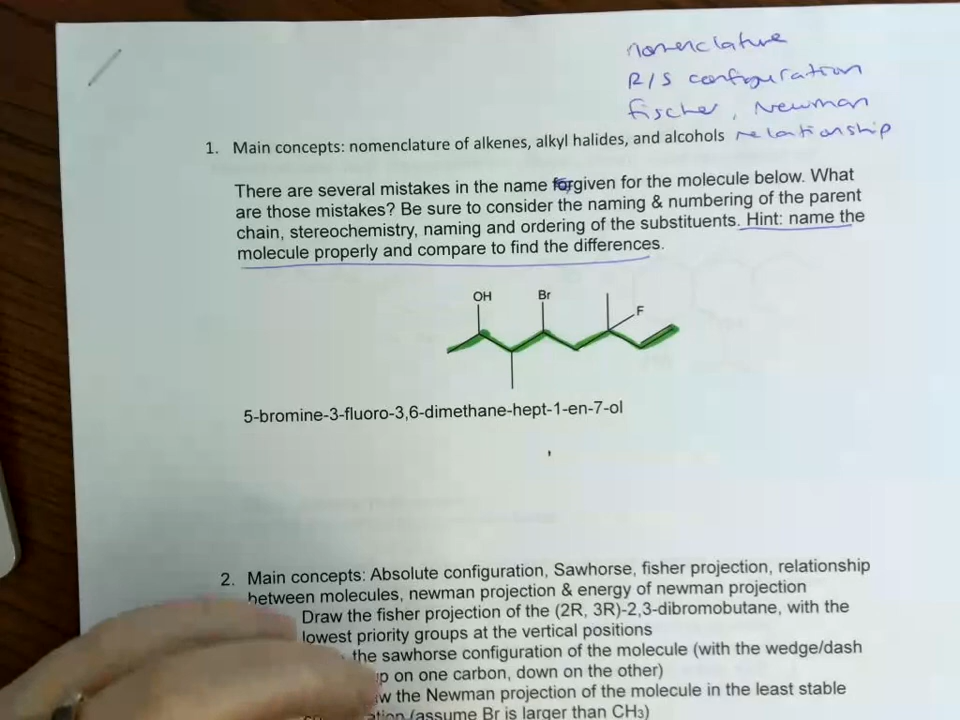 nomenclature
R/S configuration
fischer, Newman
relationship
1. Main concepts: nomenclature of alkenes, alkyl halides, and alcohols
There are several mistakes in the name forgiven for the molecule below. What
are those mistakes? Be sure to consider the naming & numbering of the parent
chain, stereochemistry, naming and ordering of the substituents. Hint: name the
molecule properly and compare to find the differences.
OH Br
F
5-bromine-3-fluoro-3,6-dimethane-hept-1-en-7-ol
2. Main concepts: Absolute configuration, Sawhorse, fisher projection, relationship
between molecules, newman projection & energy of newman projection
Draw the fisher projection of the (2R, 3R)-2,3-dibromobutane, with the
lowest priority groups at the vertical positions
the sawhorse configuration of the molecule (with the wedge/dash
up on one carbon, down on the other)
the Newman projection of the molecule in the least stable
(assume Br is larger than CH3)